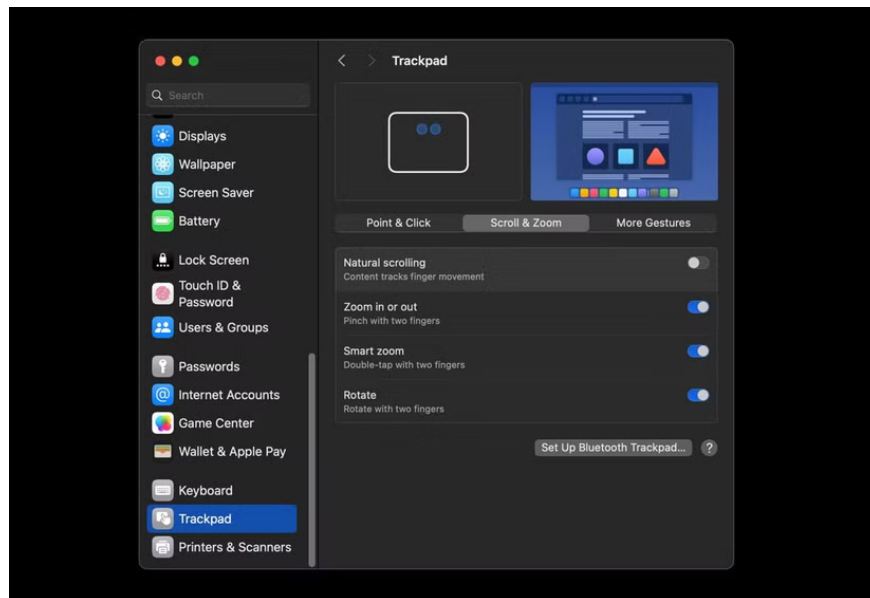 Search
Displays
Wallpaper
Screen Saver
Battery
Lock Screen
Touch ID &
Password
Users & Groups
Passwords
Internet Accounts
Game Center
Wallet & Apple Pay
Keyboard
Trackpad
Printers & Scanners
Trackpad
Point & Click
Scroll & Zoom
More Gestures
Natural scrolling
Content tracks finger movement
Zoom in or out
Pinch with two fingers
Smart zoom
Double-tap with two fingers
Rotate
Rotate with two fingers
Set Up Bluetooth Trackpad...
?